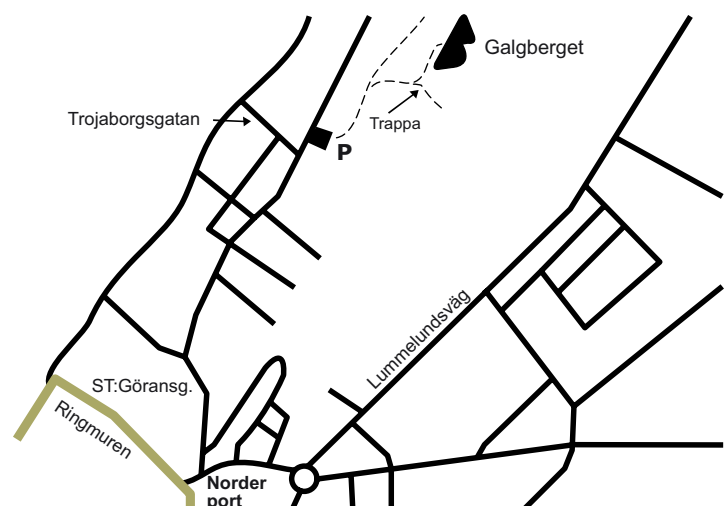 Galgberget
Trojaborgsgatan
Trappa
P
Lummelundsväg
ST:Göransg.
Ringmuren
Norder
port